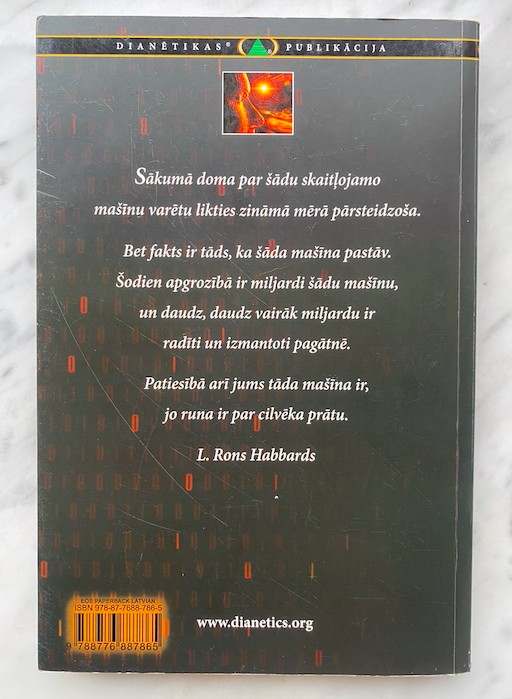 DIANĒTIKAS® ® PUBLIKĀCIJA
Sākumā doma par šādu skaitļojamo
mašīnu varētu likties zināmā mērā pārsteidzoša.
Bet fakts ir tāds, ka šāda mašīna pastāv.
Šodien apgrozībā ir miljardi šādu mašīnu,
un daudz, daudz vairāk miljardu ir
radīti un izmantoti pagātnē.
Patiesībā arī jums tāda mašīna ir,
jo runa ir par cilvēka prātu.
L. Rons Habbards
EOS PAPERBACK LATVIAN
ISBN 978-87-7688-786-5
9 788776 887865
www.dianetics.org